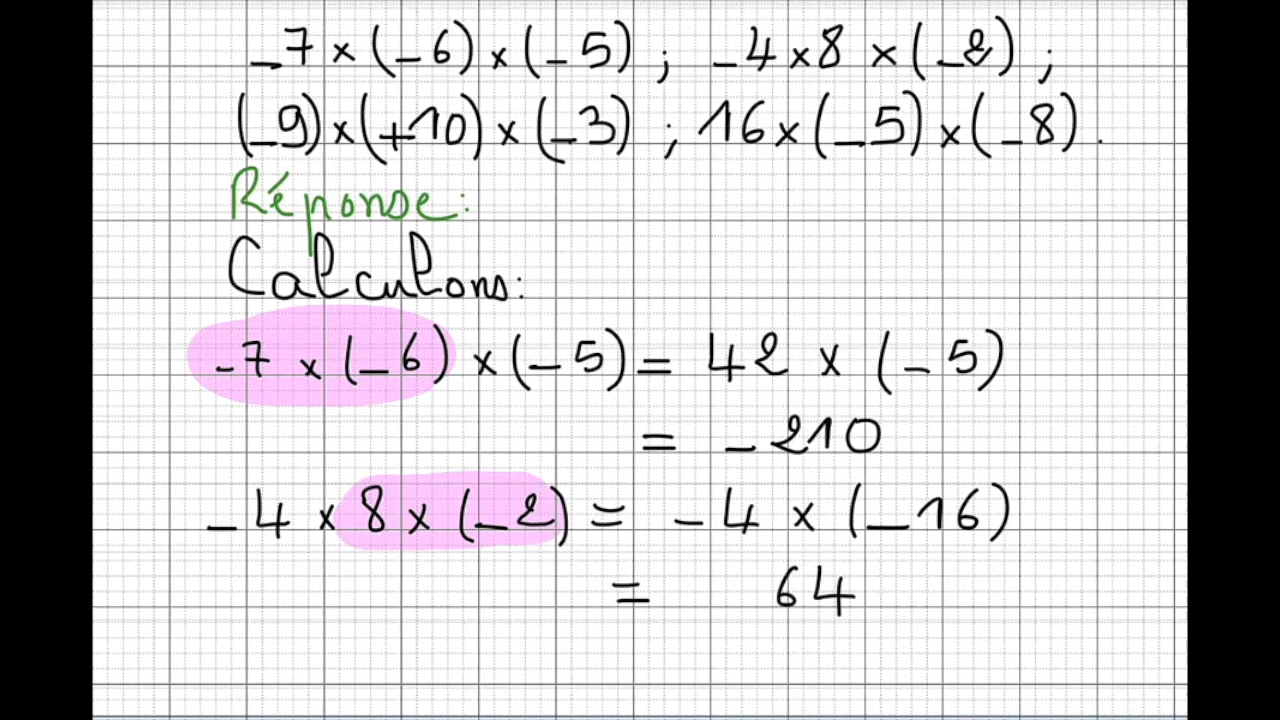 -7 × (-6) × (-5) ; -4 × 8 × (-2) ;
(-9) × (+10) × (-3) ; 16 × (-5) × (-8) .
Réponse :
Calculons :
-7 × (-6) × (-5) = 42 × (-5)
= -210
-4 × 8 × (-2) = -4 × (-16)
= 64